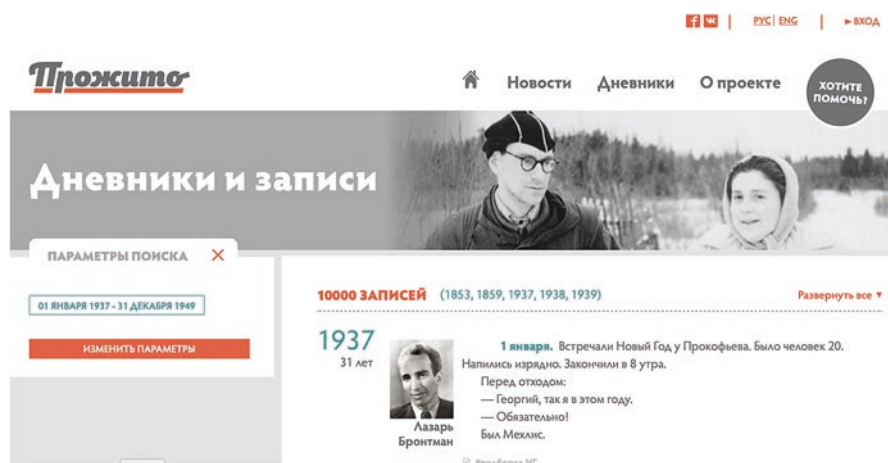 РУС | ENG ВХОД
Прожито
Новости Дневники О проекте
ХОТИТЕ
ПОМОЧЬ?
Дневники и записи
ПАРАМЕТРЫ ПОИСКА
01 ЯНВАРЯ 1937 - 31 ДЕКАБРЯ 1949
ИЗМЕНИТЬ ПАРАМЕТРЫ
10000 ЗАПИСЕЙ (1853, 1859, 1937, 1938, 1939) Развернуть все
1937
31 лет
Лазарь
Бронтман
1 января. Встречали Новый Год у Прокофьева. Было человек 20.
Напились изрядно. Закончили в 8 утра.
Перед отходом:
— Георгий, так я в этом году.
— Обязательно!
Был Мехлис.